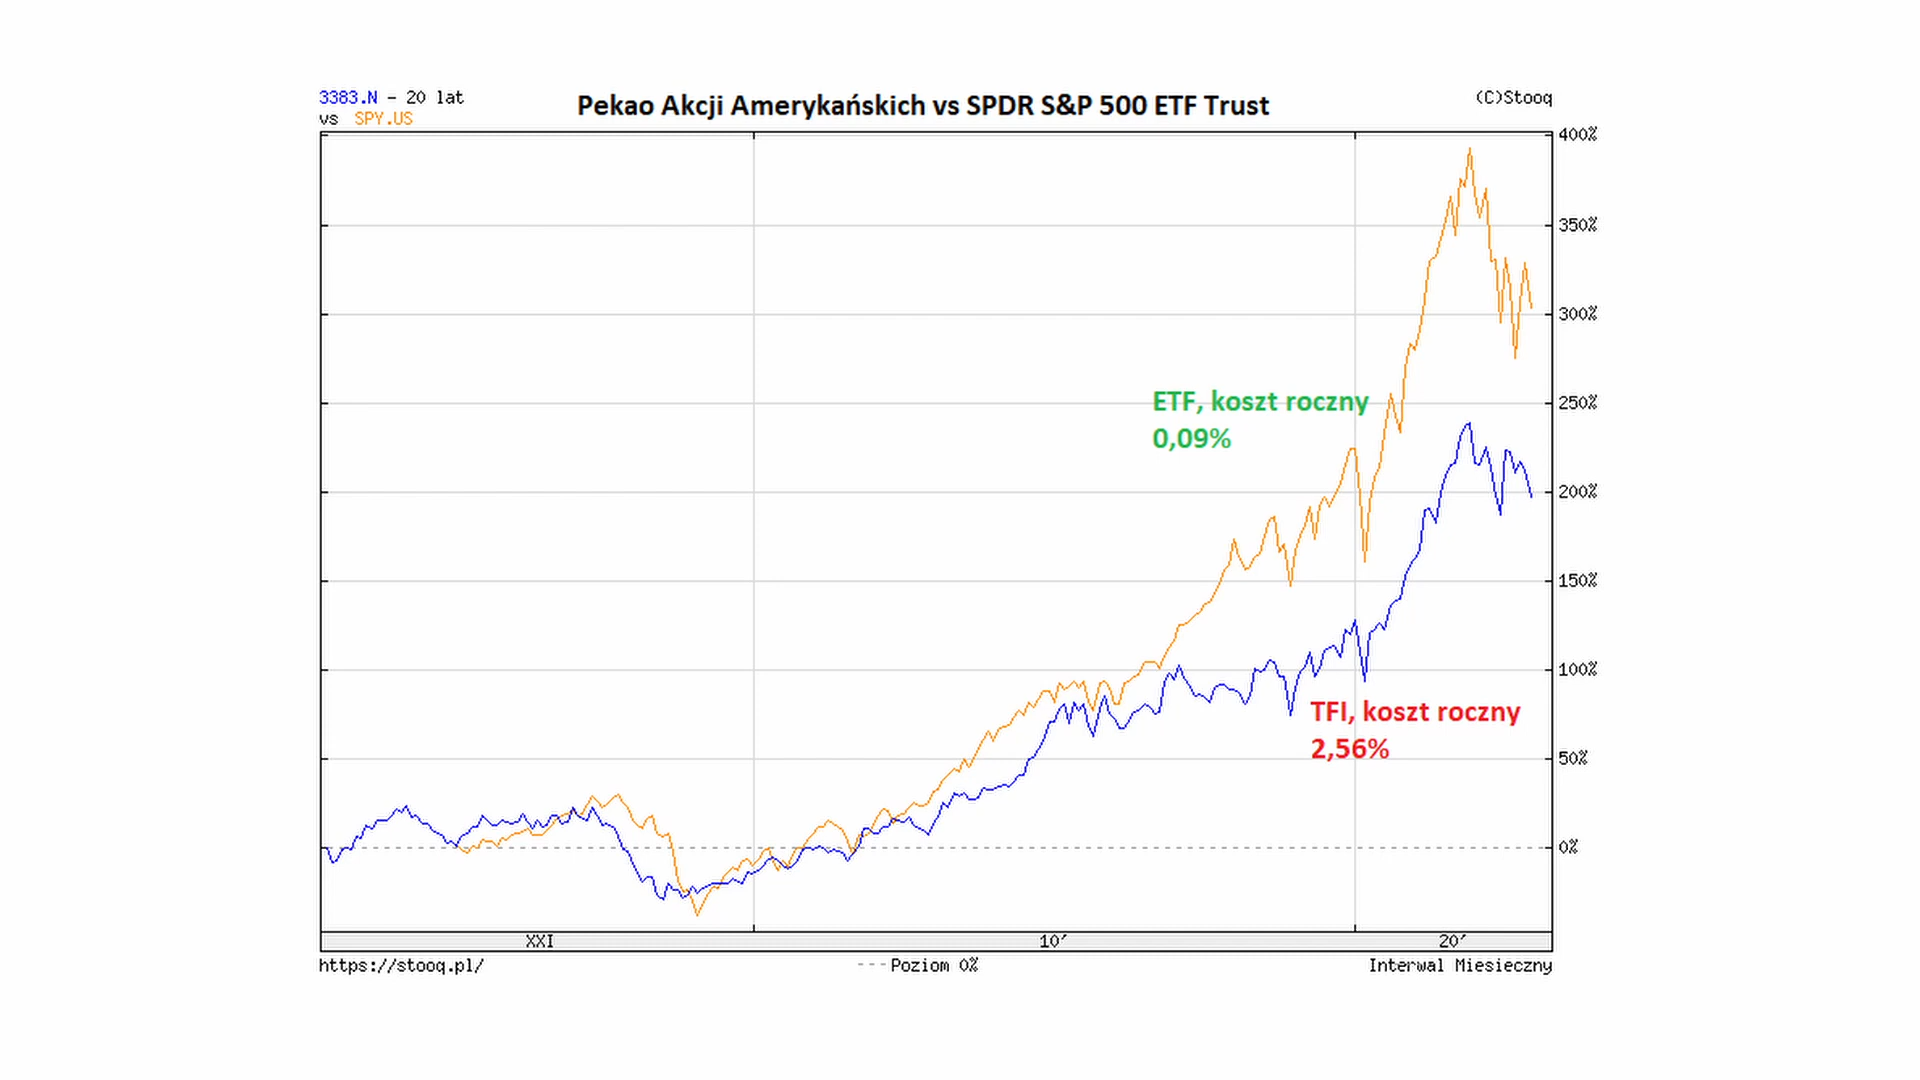 3383.N - 20 lat
vs SPY.US
Pekao Akcji Amerykańskich vs SPDR S&P 500 ETF Trust
(C)Stooq
400%
350%
300%
250%
200%
150%
100%
50%
0%
ETF, koszt roczny
0,09%
TFI, koszt roczny
2,56%
XXI
10'
20'
https://stooq.pl/
---Poziom 0%
Interwal Miesieczny